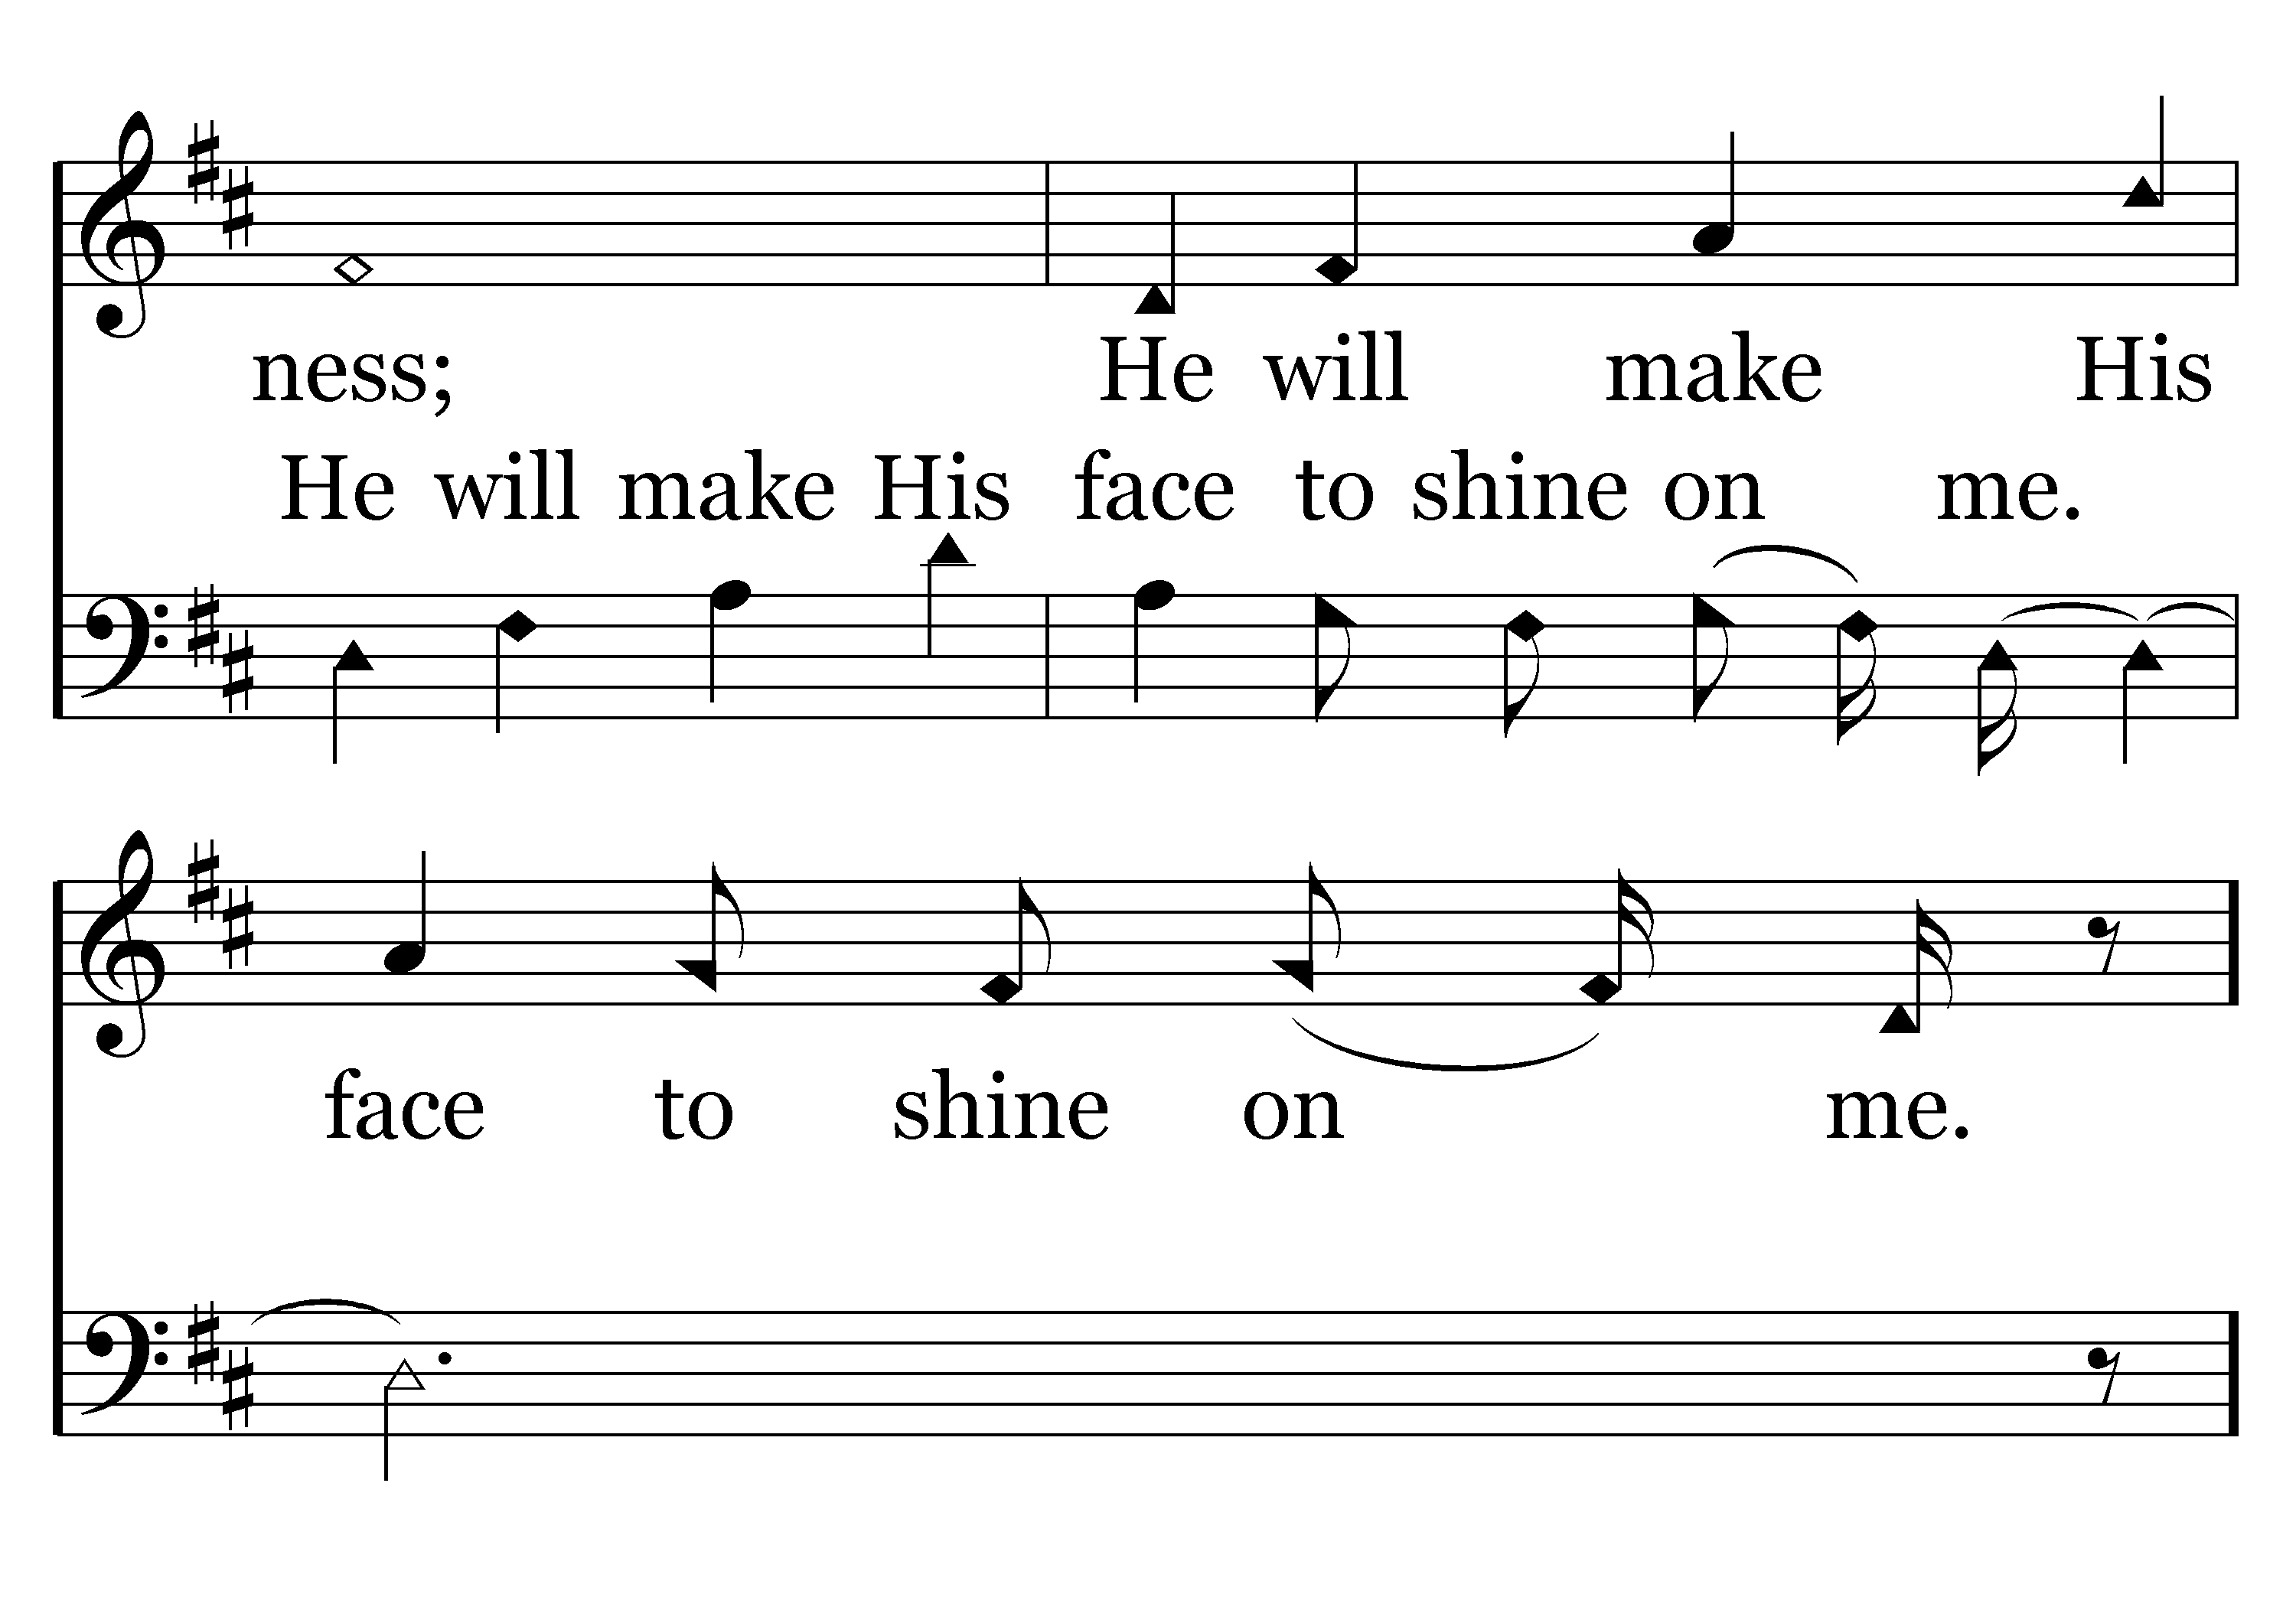 ness; He will make His
He will make His face to shine on me.
face to shine on me.